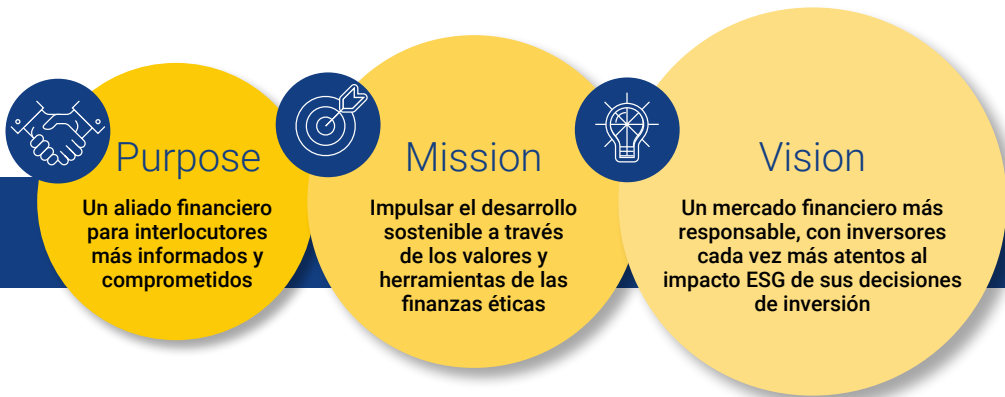 Purpose
Un aliado financiero
para interlocutores
más informados y
comprometidos
Mission
Impulsar el desarrollo
sostenible a través
de los valores y
herramientas de las
finanzas éticas
Vision
Un mercado financiero más
responsable, con inversores
cada vez más atentos al
impacto ESG de sus decisiones
de inversión